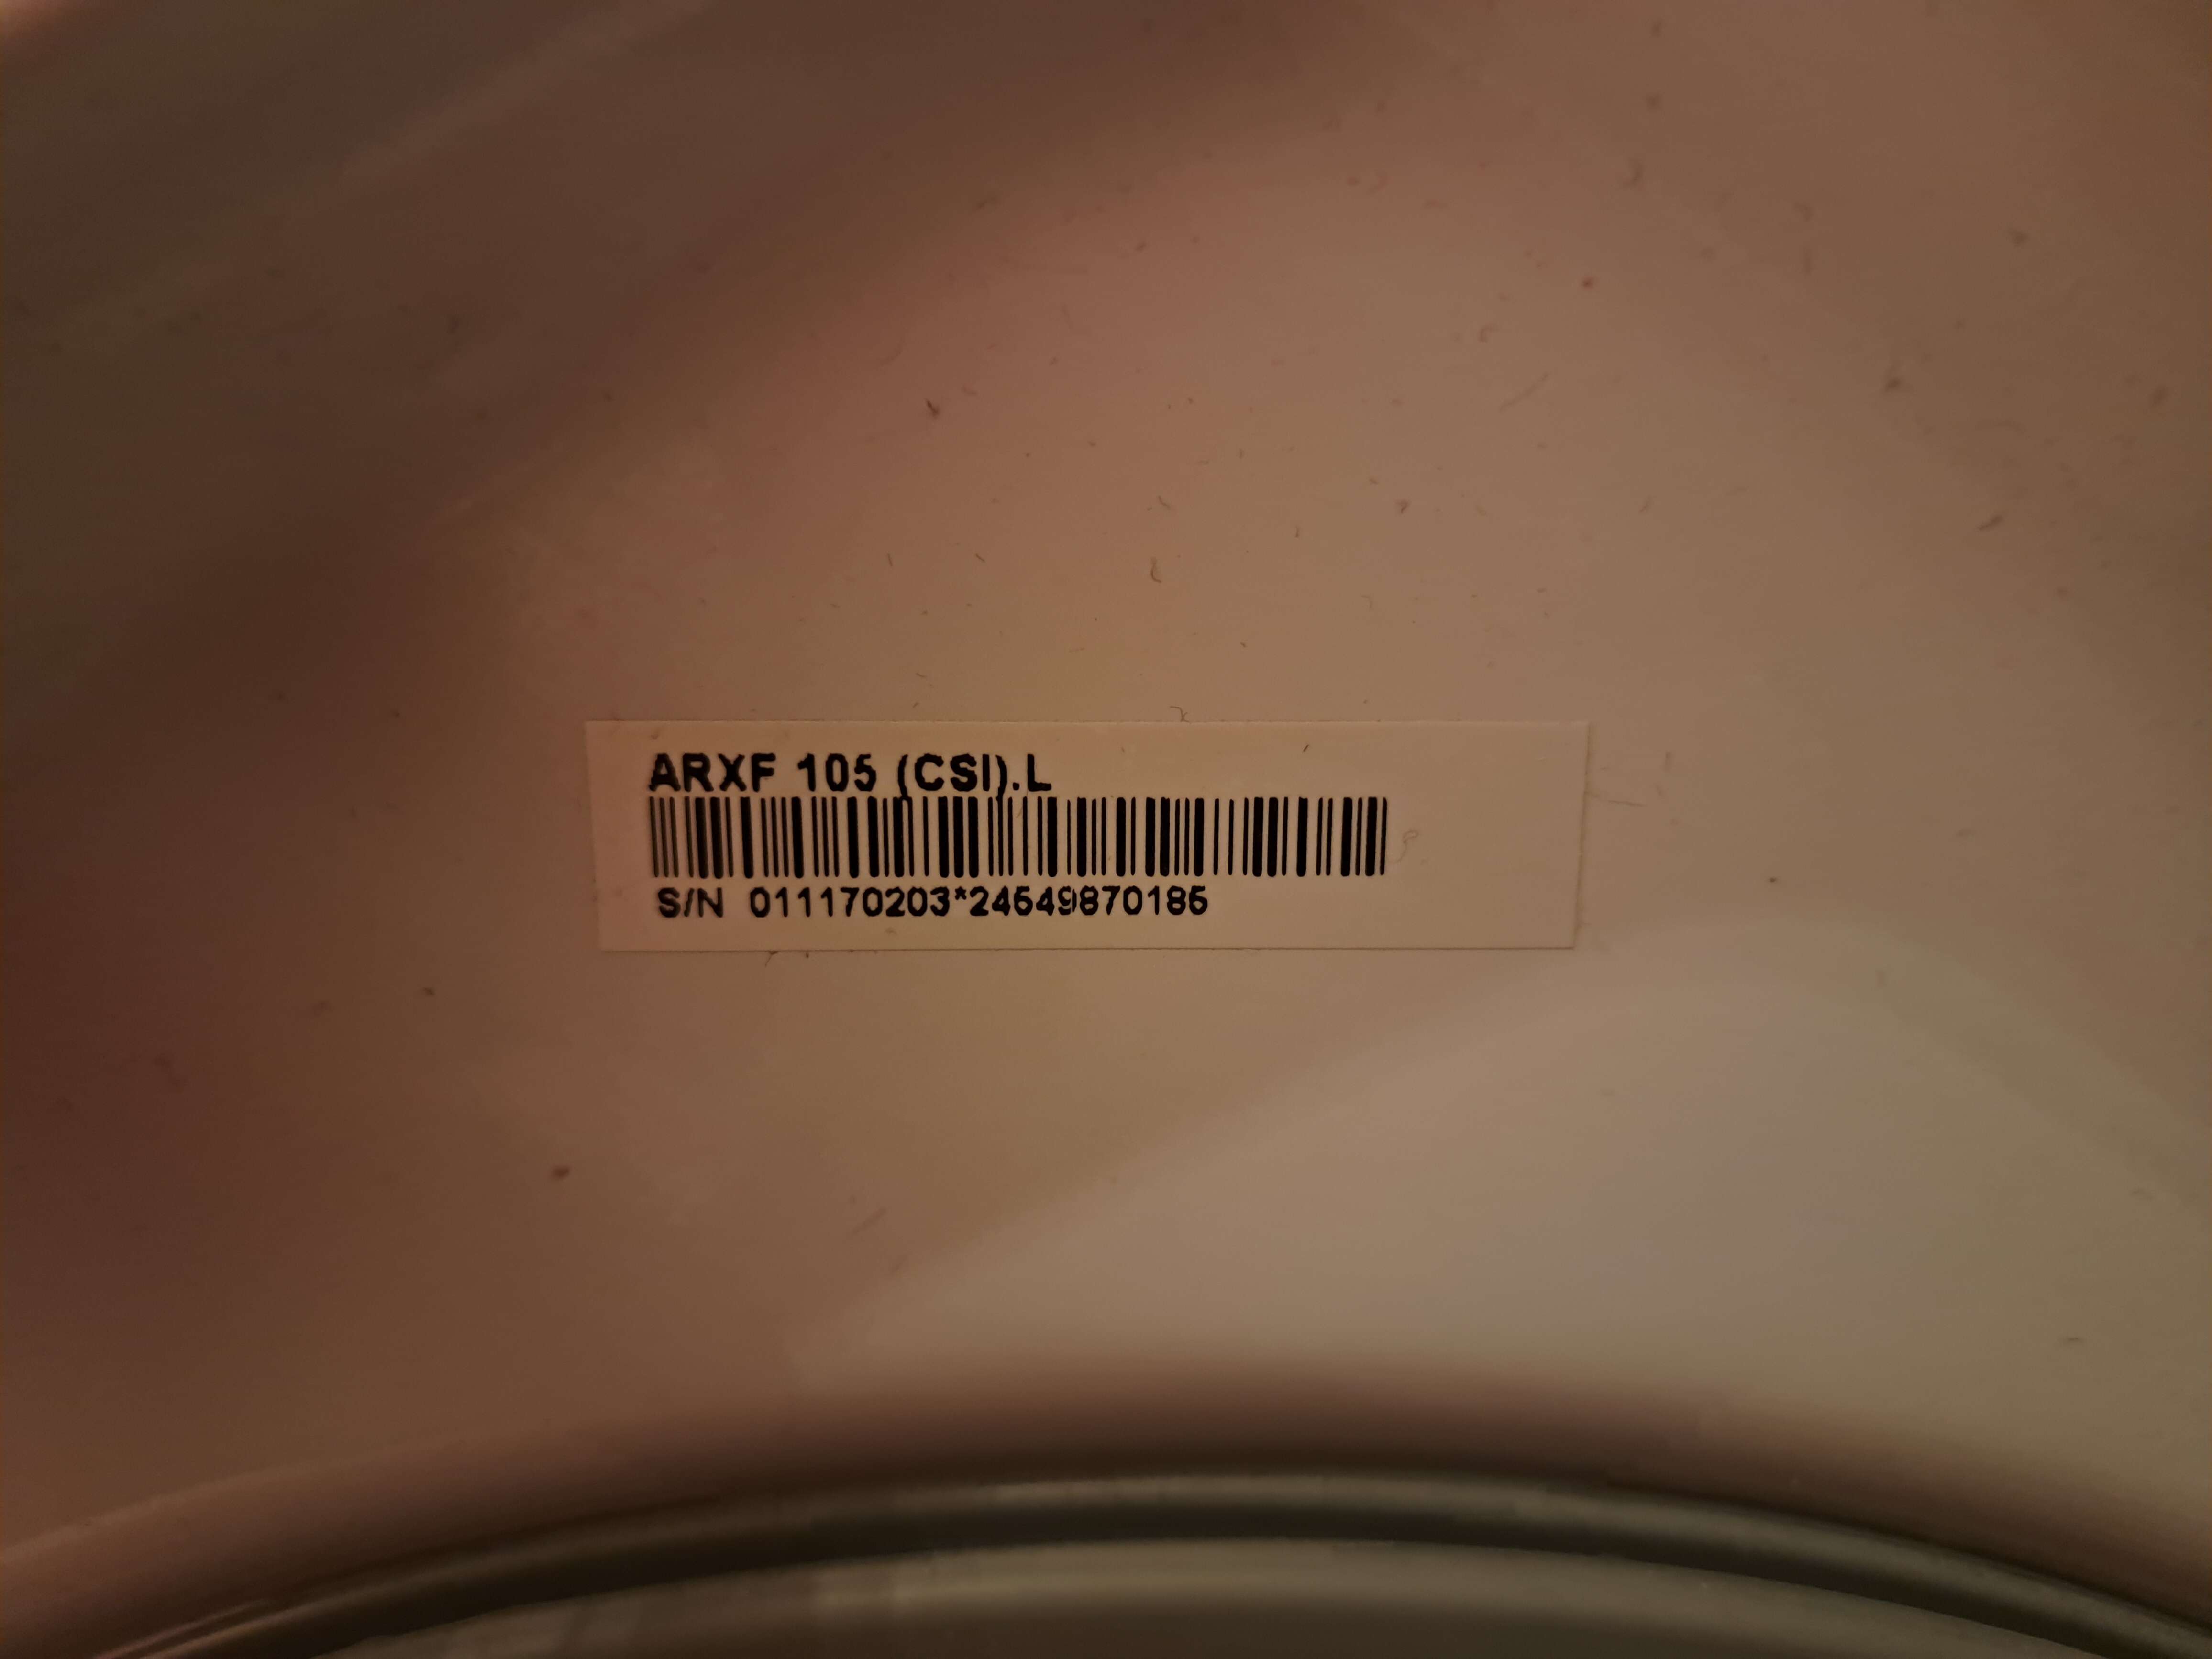 ARXF 105 (CSI).L
S/N 011170203*24549870185